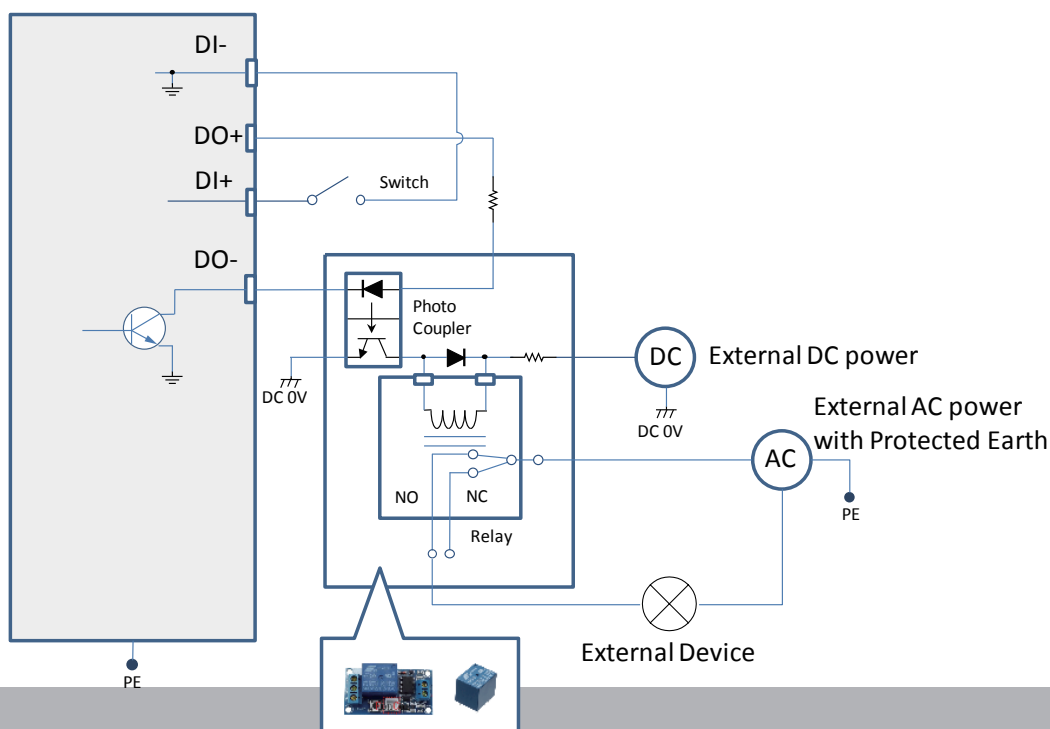 DI-
DO+
DI+
Switch
DO-
Photo
Coupler
DC 0V
DC
External DC power
DC 0V
External AC power
with Protected Earth
AC
PE
NO
NC
Relay
External Device
PE